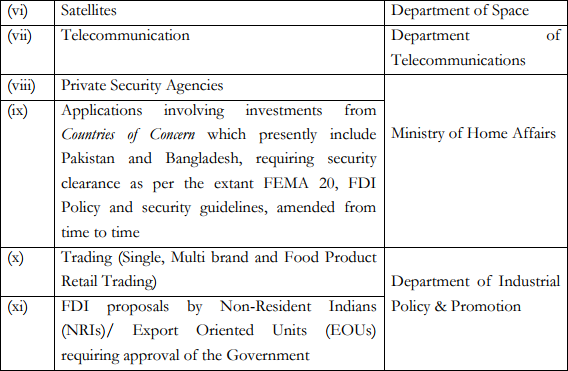 (vi) Satellites Department of Space
(vii) Telecommunication Department of
Telecommunications
(viii) Private Security Agencies
(ix) Applications involving investments from
Countries of Concern which presently include
Pakistan and Bangladesh, requiring security
clearance as per the extant FEMA 20, FDI
Policy and security guidelines, amended from
time to time
Ministry of Home Affairs
(x) Trading (Single, Multi brand and Food Product
Retail Trading)
(xi) FDI proposals by Non-Resident Indians
(NRIs)/ Export Oriented Units (EOUs)
requiring approval of the Government
Department of Industrial
Policy & Promotion